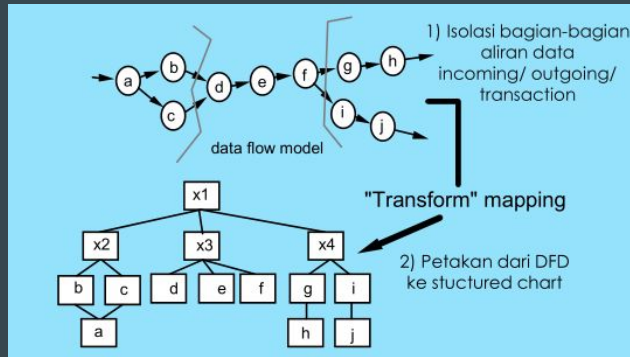 1) Isolasi bagian-bagian
aliran data
incoming/ outgoing/
transaction
a
b
c
d
e
f
g
h
i
j
data flow model
"Transform" mapping
2) Petakan dari DFD
ke stuctured chart
x1
x2 x3 x4
b c d e f g i
a h j